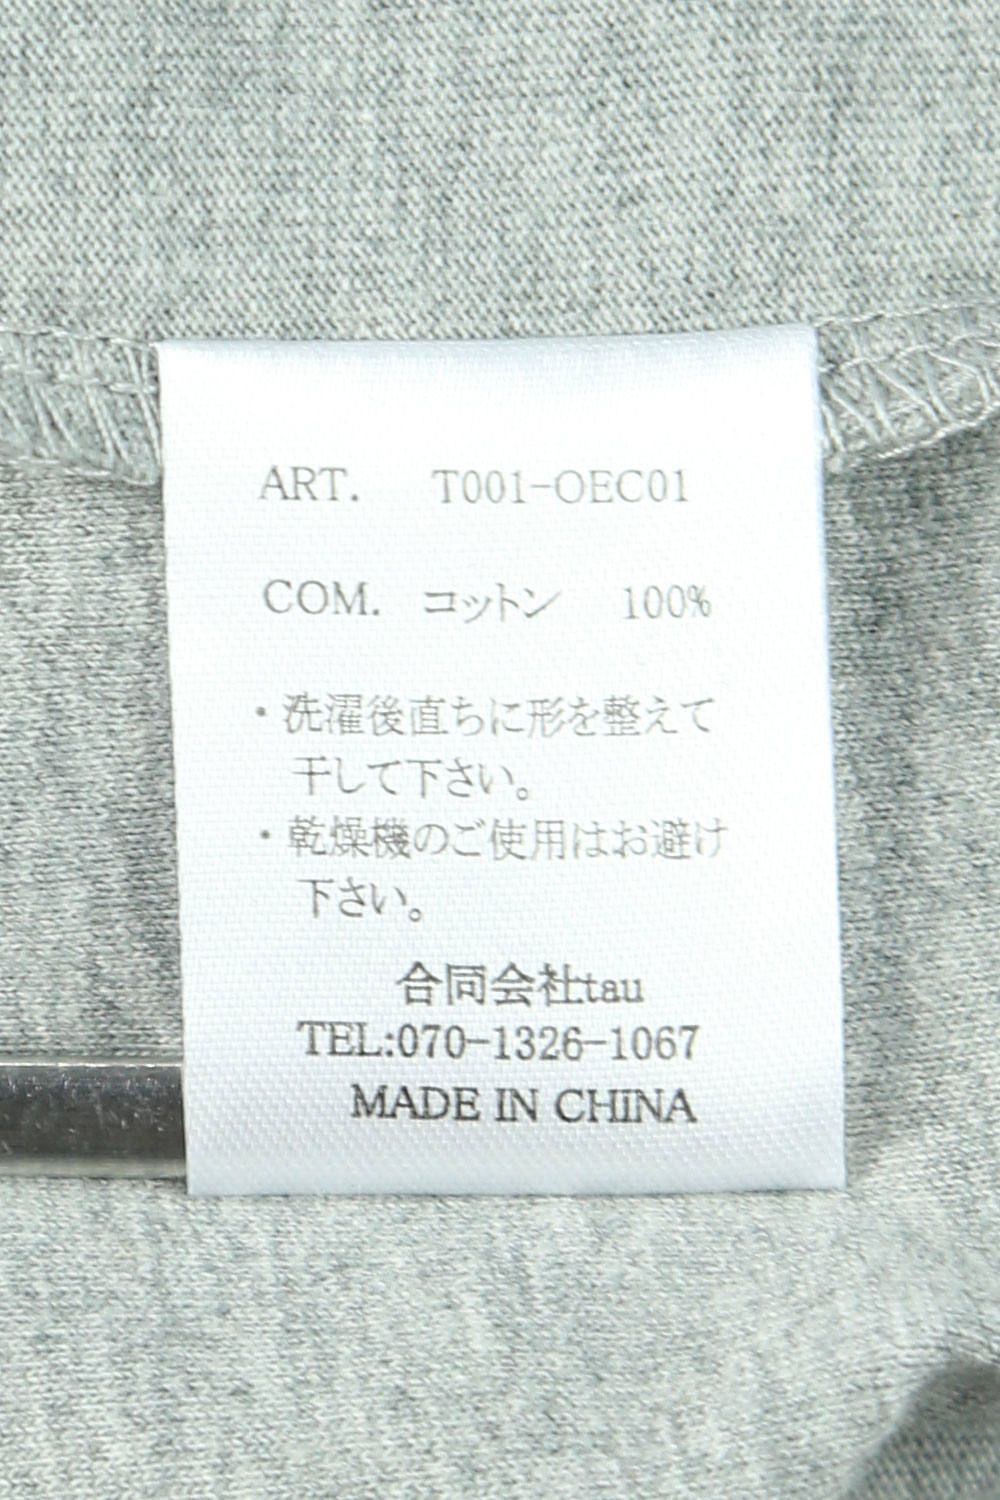 ART. T001-OEC01
COM. コットン 100%
・洗濯後直ちに形を整えて
干して下さい。
・乾燥機のご使用はお避け
下さい。
合同会社tau
TEL:070-1326-1067
MADE IN CHINA